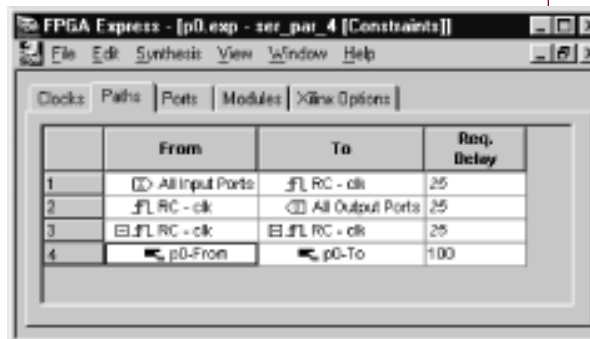 FPGA Express - [p0.exp - ser_par_4 [Constraints]]
File Edit Synthesis View Window Help
Clocks Paths Ports Modules Xilinx Options
From To Req. Delay
1 All Input Ports RC - clk 25
2 RC - clk All Output Ports 25
3 RC - clk RC - clk 25
4 p0-From p0-To 100